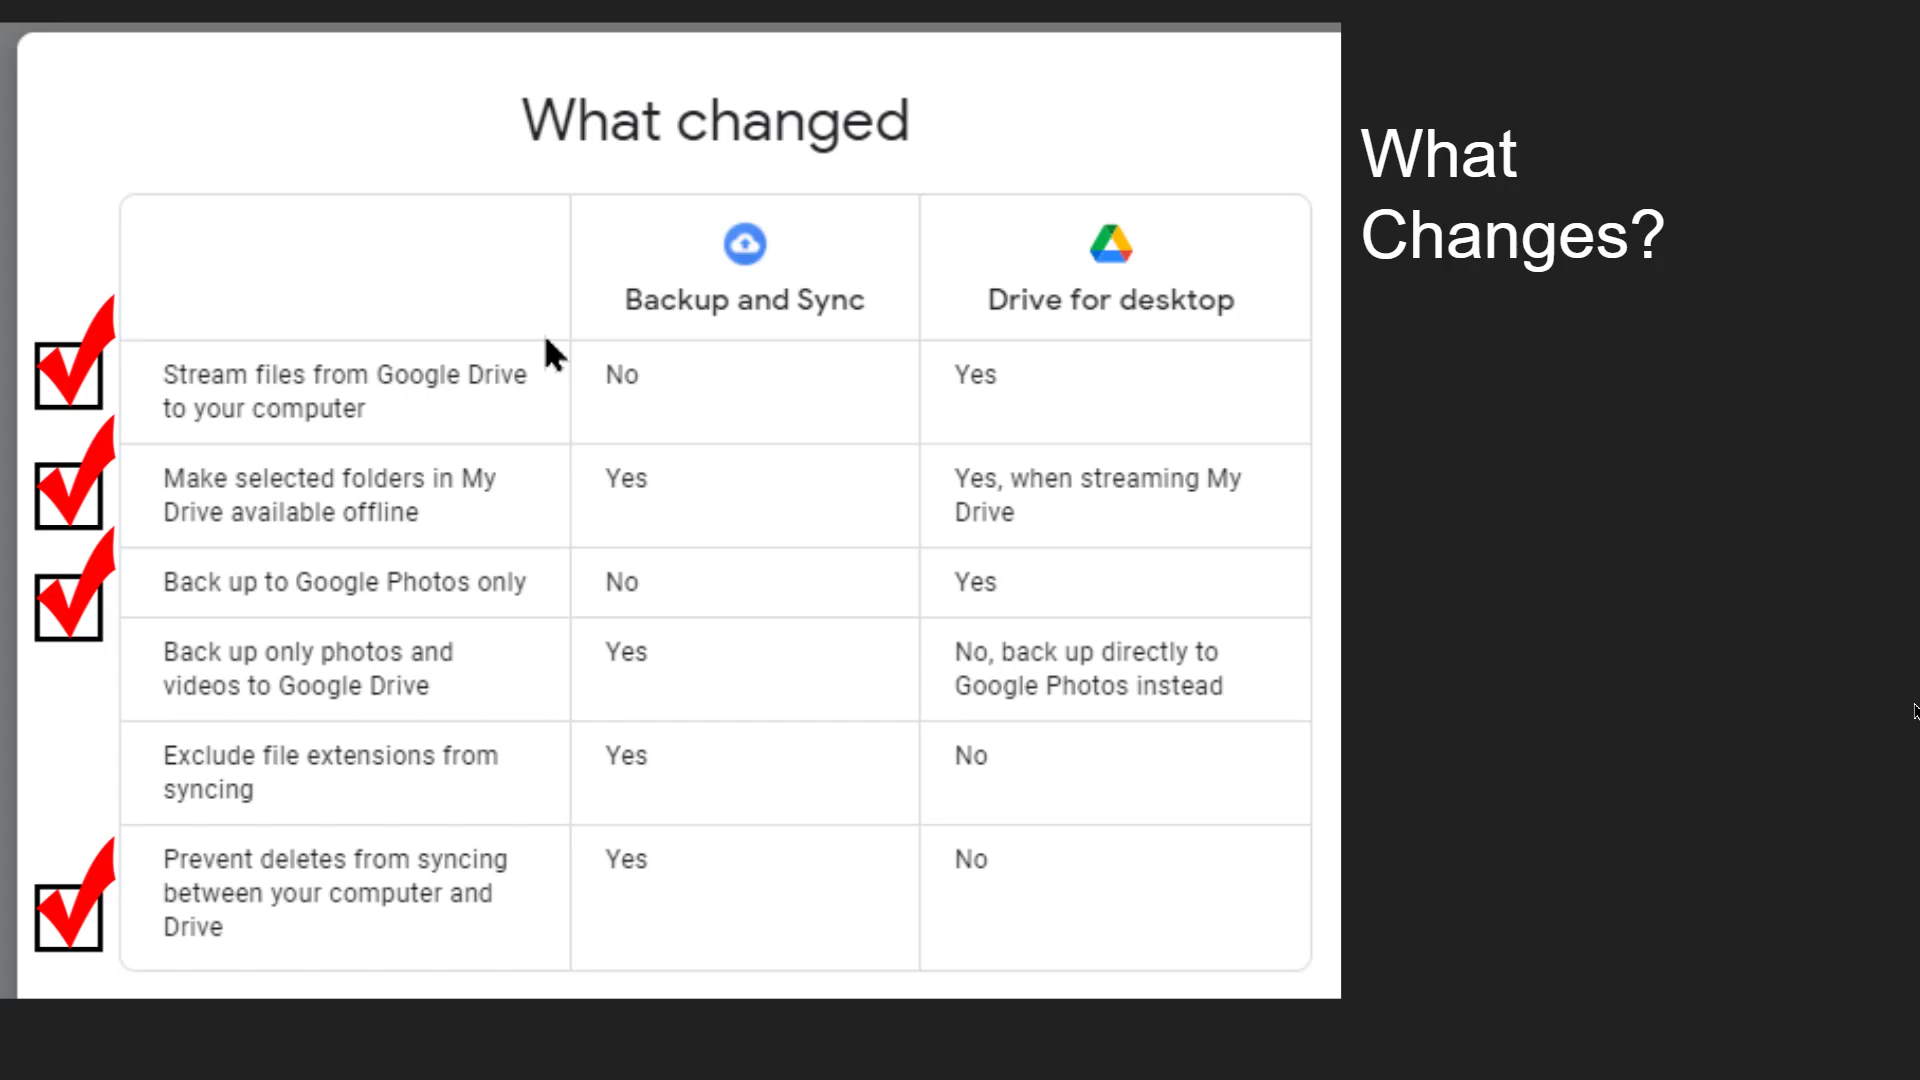 What changed
What
Changes?
Backup and Sync
Drive for desktop
Stream files from Google Drive
to your computer
No
Yes
Make selected folders in My
Drive available offline
Yes
Yes, when streaming My
Drive
Back up to Google Photos only
No
Yes
Back up only photos and
videos to Google Drive
Yes
No, back up directly to
Google Photos instead
Exclude file extensions from
syncing
Yes
No
Prevent deletes from syncing
between your computer and
Drive
Yes
No